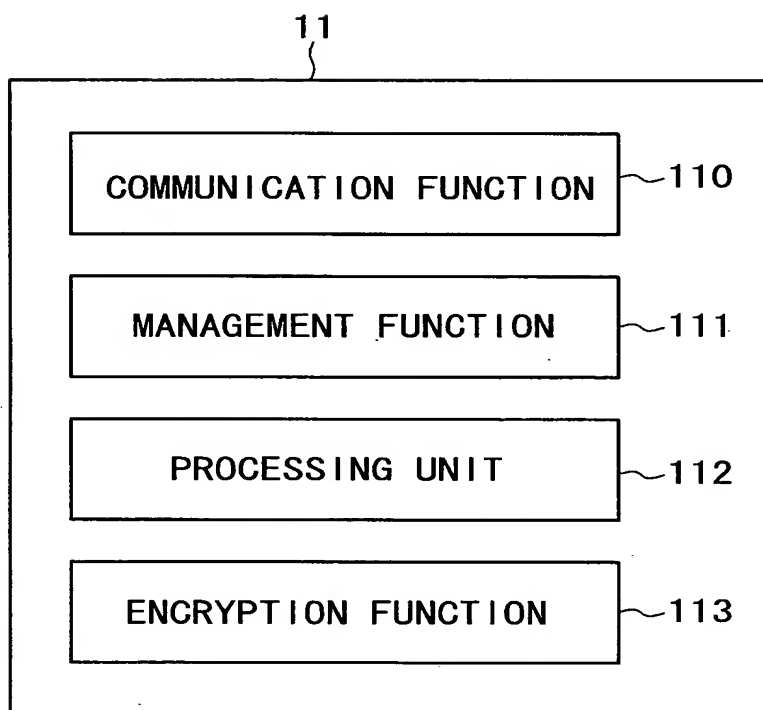 11
COMMUNICATION FUNCTION 110
MANAGEMENT FUNCTION 111
PROCESSING UNIT 112
ENCRYPTION FUNCTION 113